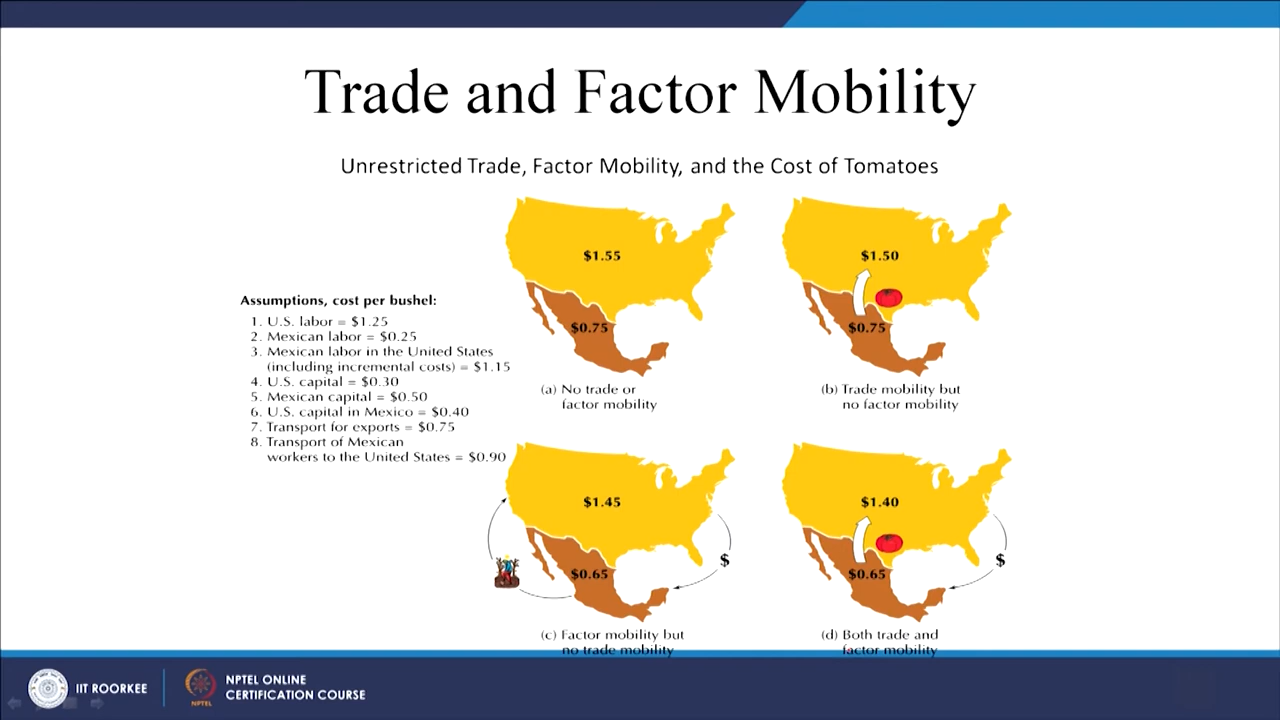 Trade and Factor Mobility
Unrestricted Trade, Factor Mobility, and the Cost of Tomatoes
Assumptions, cost per bushel:
1. U.S. labor = $1.25
2. Mexican labor = $0.25
3. Mexican labor in the United States
(including incremental costs) = $1.15
4. U.S. capital = $0.30
5. Mexican capital = $0.50
6. U.S. capital in Mexico = $0.40
7. Transport for exports = $0.75
8. Transport of Mexican
workers to the United States = $0.90
$1.55
$0.75
(a) No trade or
factor mobility
$1.50
$0.75
(b) Trade mobility but
no factor mobility
$1.45
$
$0.65
(c) Factor mobility but
no trade mobility
$1.40
$
$0.65
(d) Both trade and
factor mobility
IIT ROORKEE
NPTEL
NPTEL ONLINE
CERTIFICATION COURSE